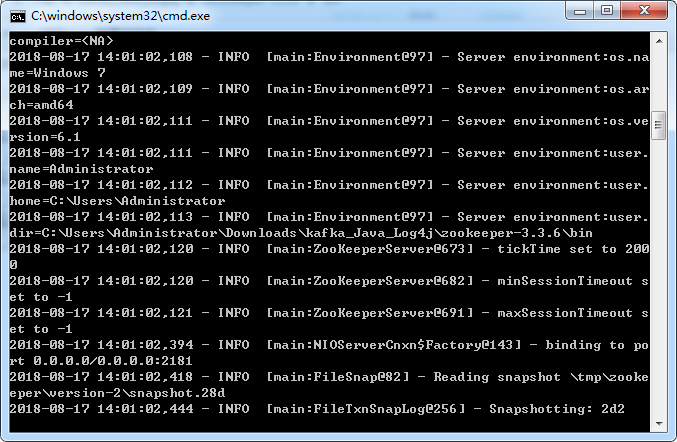 C:\windows\system32\cmd.exe
compiler=<NA>
2018-08-17 14:01:02,108 - INFO  [main:Environment@97] - Server environment:os.na
me=Windows 7
2018-08-17 14:01:02,109 - INFO  [main:Environment@97] - Server environment:os.ar
ch=amd64
2018-08-17 14:01:02,111 - INFO  [main:Environment@97] - Server environment:os.ve
rsion=6.1
2018-08-17 14:01:02,111 - INFO  [main:Environment@97] - Server environment:user.
name=Administrator
2018-08-17 14:01:02,112 - INFO  [main:Environment@97] - Server environment:user.
home=C:\Users\Administrator
2018-08-17 14:01:02,113 - INFO  [main:Environment@97] - Server environment:user.
dir=C:\Users\Administrator\Downloads\kafka_Java_Log4j\zookeeper-3.3.6\bin
2018-08-17 14:01:02,120 - INFO  [main:ZooKeeperServer@673] - tickTime set to 200
0
2018-08-17 14:01:02,120 - INFO  [main:ZooKeeperServer@682] - minSessionTimeout s
et to -1
2018-08-17 14:01:02,121 - INFO  [main:ZooKeeperServer@691] - maxSessionTimeout s
et to -1
2018-08-17 14:01:02,394 - INFO  [main:NIOServerCnxn$Factory@143] - binding to po
rt 0.0.0.0/0.0.0.0:2181
2018-08-17 14:01:02,418 - INFO  [main:FileSnap@82] - Reading snapshot \tmp\zooke
eper\version-2\snapshot.28d
2018-08-17 14:01:02,444 - INFO  [main:FileTxnSnapLog@256] - Snapshotting: 2d2